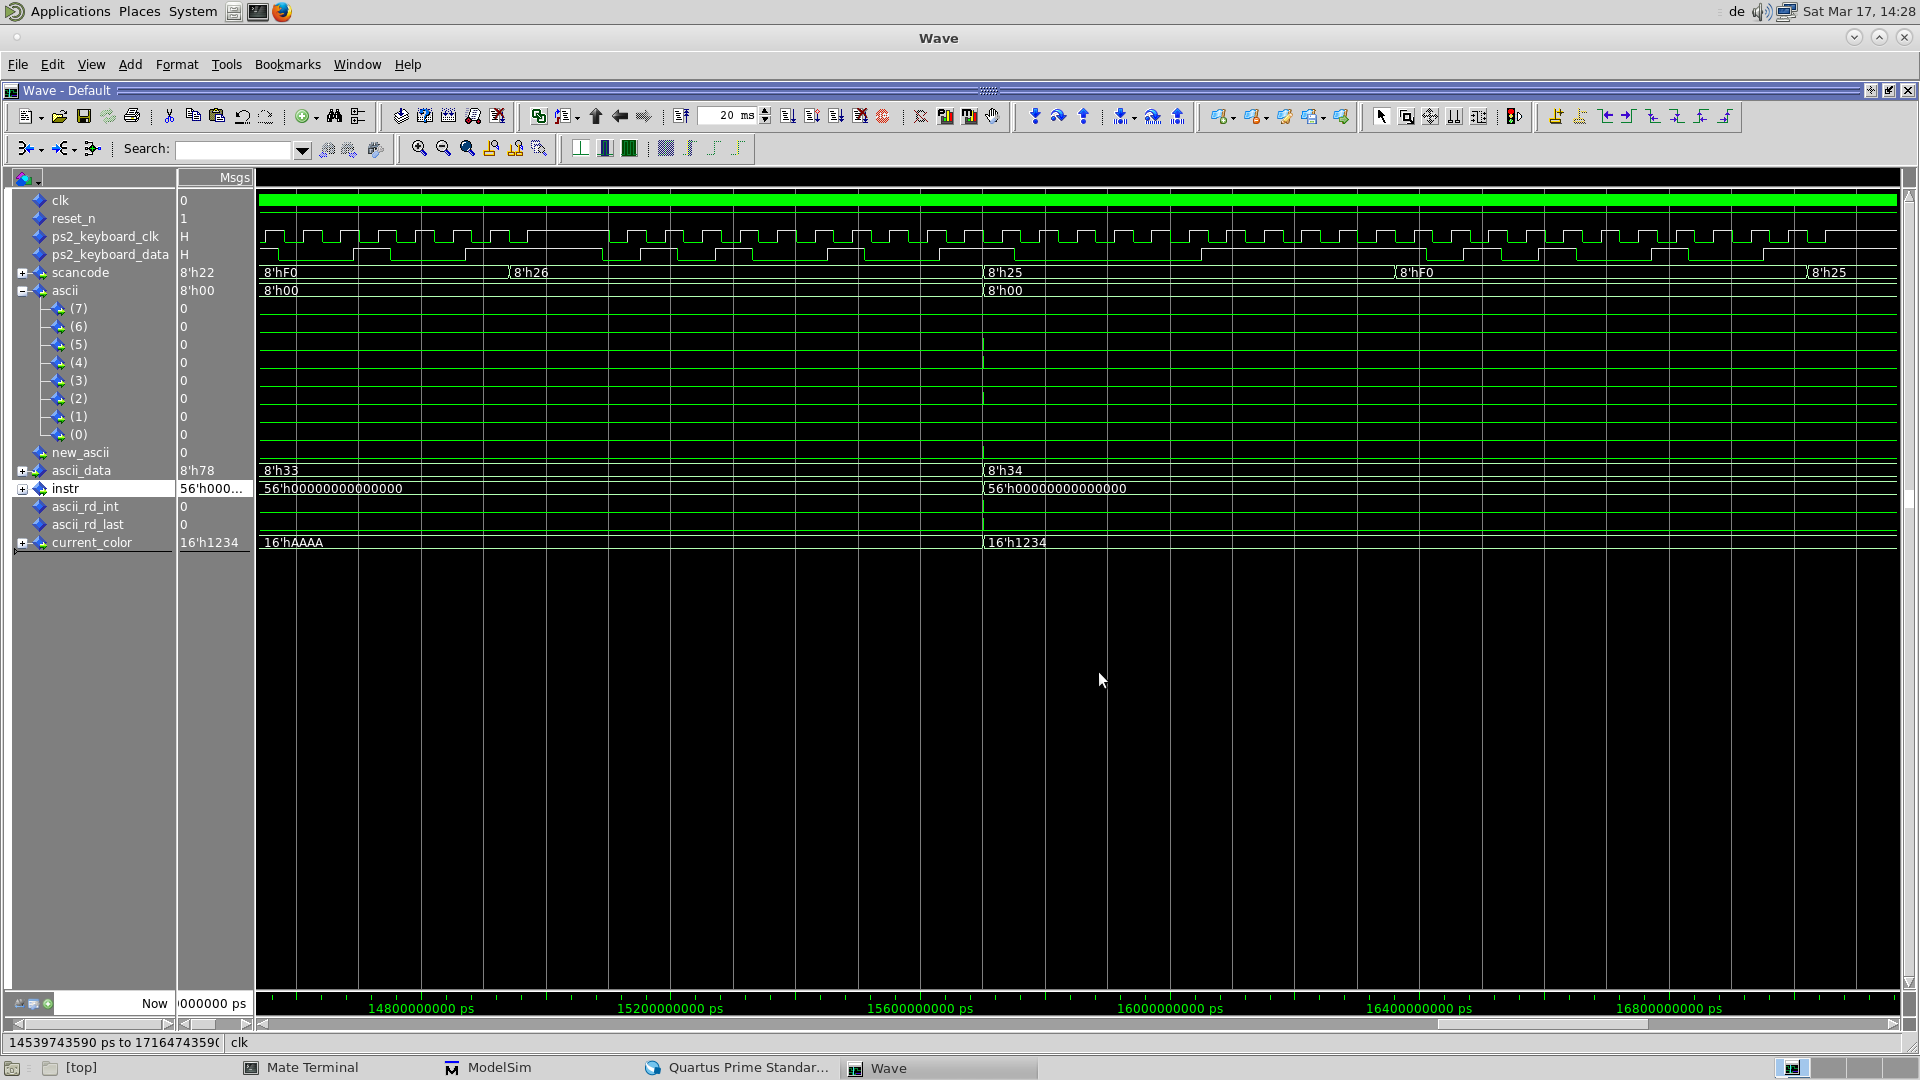 Applications Places System de Sat Mar 17, 14:28
Wave
File Edit View Add Format Tools Bookmarks Window Help
Wave - Default
20 ms
Search:
Msgs
clk 0
reset_n 1
ps2_keyboard_clk H
ps2_keyboard_data H
scancode 8'h22 8'hF0 8'h26 8'h25 8'hF0 8'h25
ascii 8'h00 8'h00 8'h00
(7) 0
(6) 0
(5) 0
(4) 0
(3) 0
(2) 0
(1) 0
(0) 0
new_ascii 0
ascii_data 8'h78 8'h33 8'h34
instr 56'h000... 56'h00000000000000 56'h00000000000000
ascii_rd_int 0
ascii_rd_last 0
current_color 16'h1234 16'hAAAA 16'h1234
Now 0000000 ps 14800000000 ps 15200000000 ps 15600000000 ps 16000000000 ps 16400000000 ps 16800000000 ps
14539743590 ps to 17164743590 clk
[top] Mate Terminal ModelSim Quartus Prime Standar... Wave